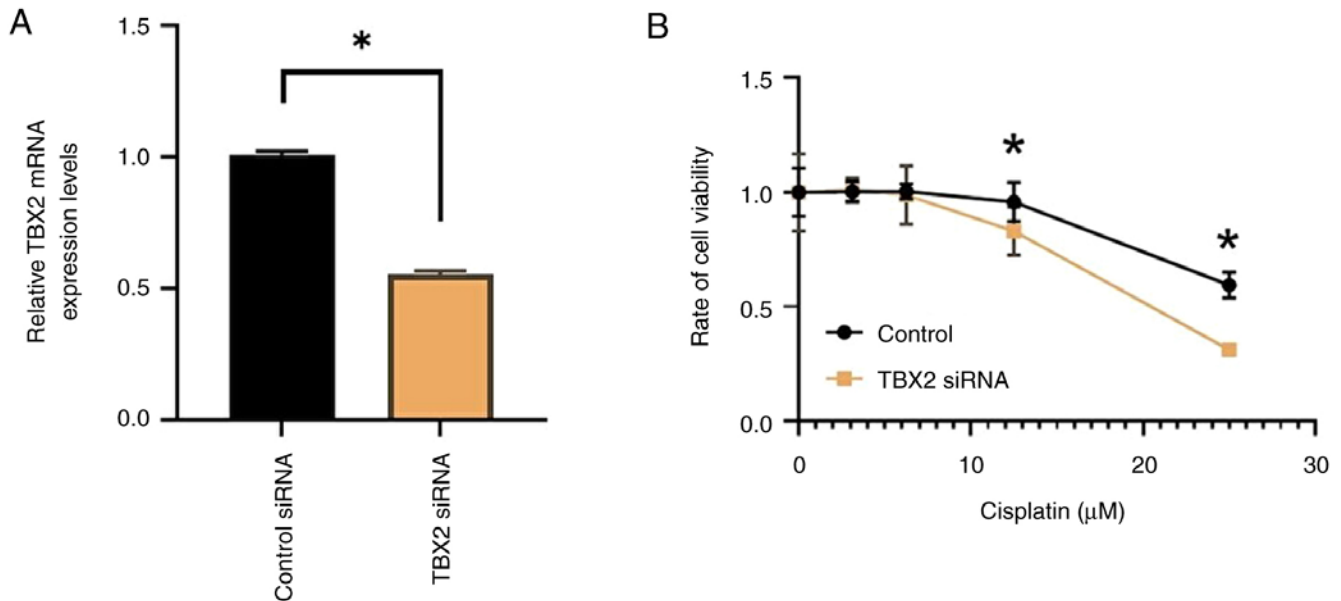 A
Relative TBX2 mRNA
expression levels
1.5
1.0
0.5
0.0
*
Control siRNA
TBX2 siRNA
B
Rate of cell viability
1.5
1.0
0.5
0.0
*
*
Control
TBX2 siRNA
0
10
20
30
Cisplatin (μM)